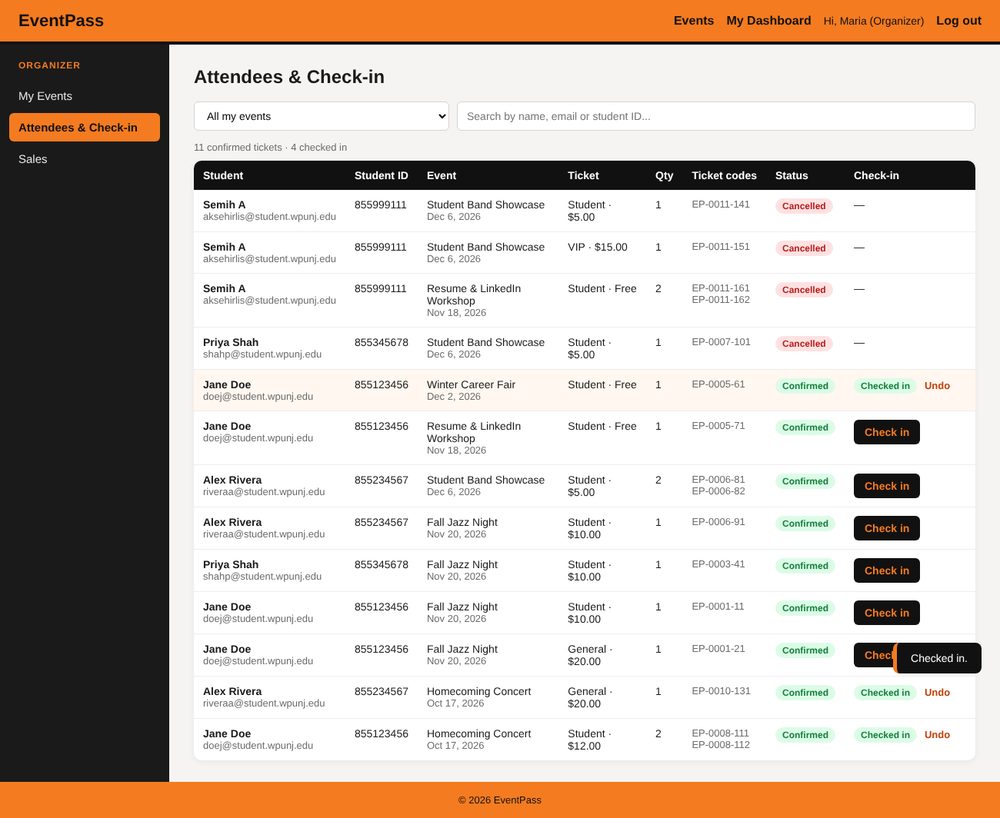 EventPass
Events My Dashboard Hi, Maria (Organizer) Log out
ORGANIZER
My Events
Attendees & Check-in
Sales
Attendees & Check-in
All my events
Search by name, email or student ID...
11 confirmed tickets · 4 checked in
Student Student ID Event Ticket Qty Ticket codes Status Check-in
Semih A 855999111 Student Band Showcase Student · 1 EP-0011-141 Cancelled —
aksehirlis@student.wpunj.edu Dec 6, 2026 $5.00
Semih A 855999111 Student Band Showcase VIP · $15.00 1 EP-0011-151 Cancelled —
aksehirlis@student.wpunj.edu Dec 6, 2026
Semih A 855999111 Resume & LinkedIn Student · Free 2 EP-0011-161 Cancelled —
aksehirlis@student.wpunj.edu Workshop EP-0011-162
Nov 18, 2026
Priya Shah 855345678 Student Band Showcase Student · 1 EP-0007-101 Cancelled —
shahp@student.wpunj.edu Dec 6, 2026 $5.00
Jane Doe 855123456 Winter Career Fair Student · Free 1 EP-0005-61 Confirmed Checked in Undo
doej@student.wpunj.edu Dec 2, 2026
Jane Doe 855123456 Resume & LinkedIn Student · Free 1 EP-0005-71 Confirmed Check in
doej@student.wpunj.edu Workshop
Nov 18, 2026
Alex Rivera 855234567 Student Band Showcase Student · 2 EP-0006-81 Confirmed Check in
riveraa@student.wpunj.edu Dec 6, 2026 $5.00 EP-0006-82
Alex Rivera 855234567 Fall Jazz Night Student · 1 EP-0006-91 Confirmed Check in
riveraa@student.wpunj.edu Nov 20, 2026 $10.00
Priya Shah 855345678 Fall Jazz Night Student · 1 EP-0003-41 Confirmed Check in
shahp@student.wpunj.edu Nov 20, 2026 $10.00
Jane Doe 855123456 Fall Jazz Night Student · 1 EP-0001-11 Confirmed Check in
doej@student.wpunj.edu Nov 20, 2026 $10.00
Jane Doe 855123456 Fall Jazz Night General · 1 EP-0001-21 Confirmed Checked in.
doej@student.wpunj.edu Nov 20, 2026 $20.00
Alex Rivera 855234567 Homecoming Concert General · 1 EP-0010-131 Confirmed Checked in Undo
riveraa@student.wpunj.edu Oct 17, 2026 $20.00
Jane Doe 855123456 Homecoming Concert Student · 2 EP-0008-111 Confirmed Checked in Undo
doej@student.wpunj.edu Oct 17, 2026 $12.00 EP-0008-112
© 2026 EventPass